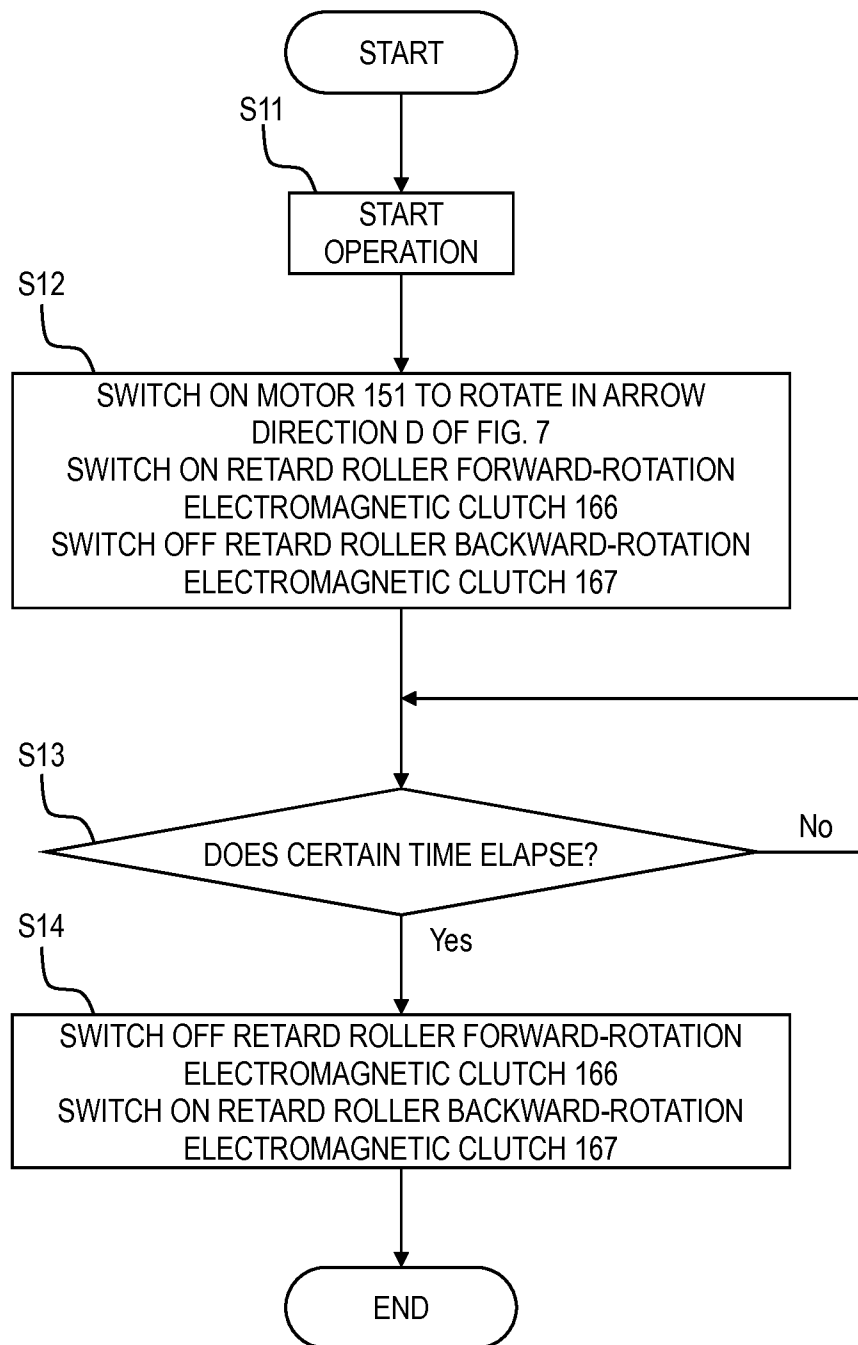 START
S11
START
OPERATION
S12
SWITCH ON MOTOR 151 TO ROTATE IN ARROW
DIRECTION D OF FIG. 7
SWITCH ON RETARD ROLLER FORWARD-ROTATION
ELECTROMAGNETIC CLUTCH 166
SWITCH OFF RETARD ROLLER BACKWARD-ROTATION
ELECTROMAGNETIC CLUTCH 167
S13
DOES CERTAIN TIME ELAPSE?
No
Yes
S14
SWITCH OFF RETARD ROLLER FORWARD-ROTATION
ELECTROMAGNETIC CLUTCH 166
SWITCH ON RETARD ROLLER BACKWARD-ROTATION
ELECTROMAGNETIC CLUTCH 167
END